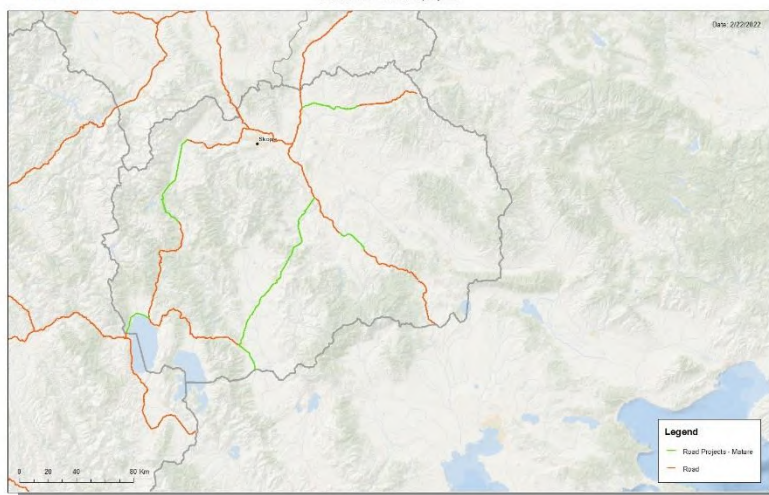 Date: 2/22/2022
Skopje
Legend
Road Projects - Mature
Road
0 20 40 80 Km